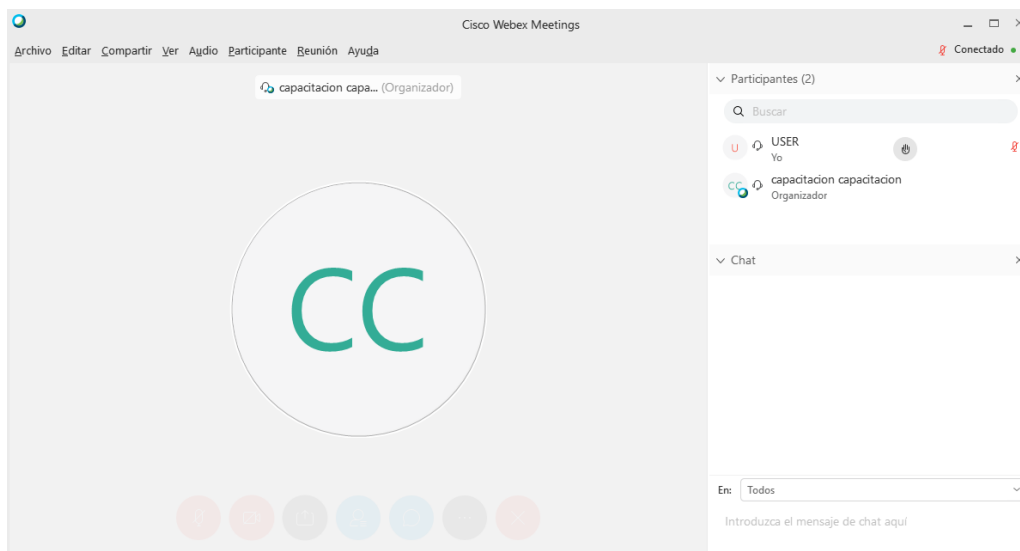 Cisco Webex Meetings
Archivo Editar Compartir Ver Audio Participante Reunión Ayuda
Conectado
capacitacion capa... (Organizador)
CC
Participantes (2)
Buscar
U
USER
Yo
CC
capacitacion capacitacion
Organizador
Chat
En: Todos
Introduzca el mensaje de chat aquí